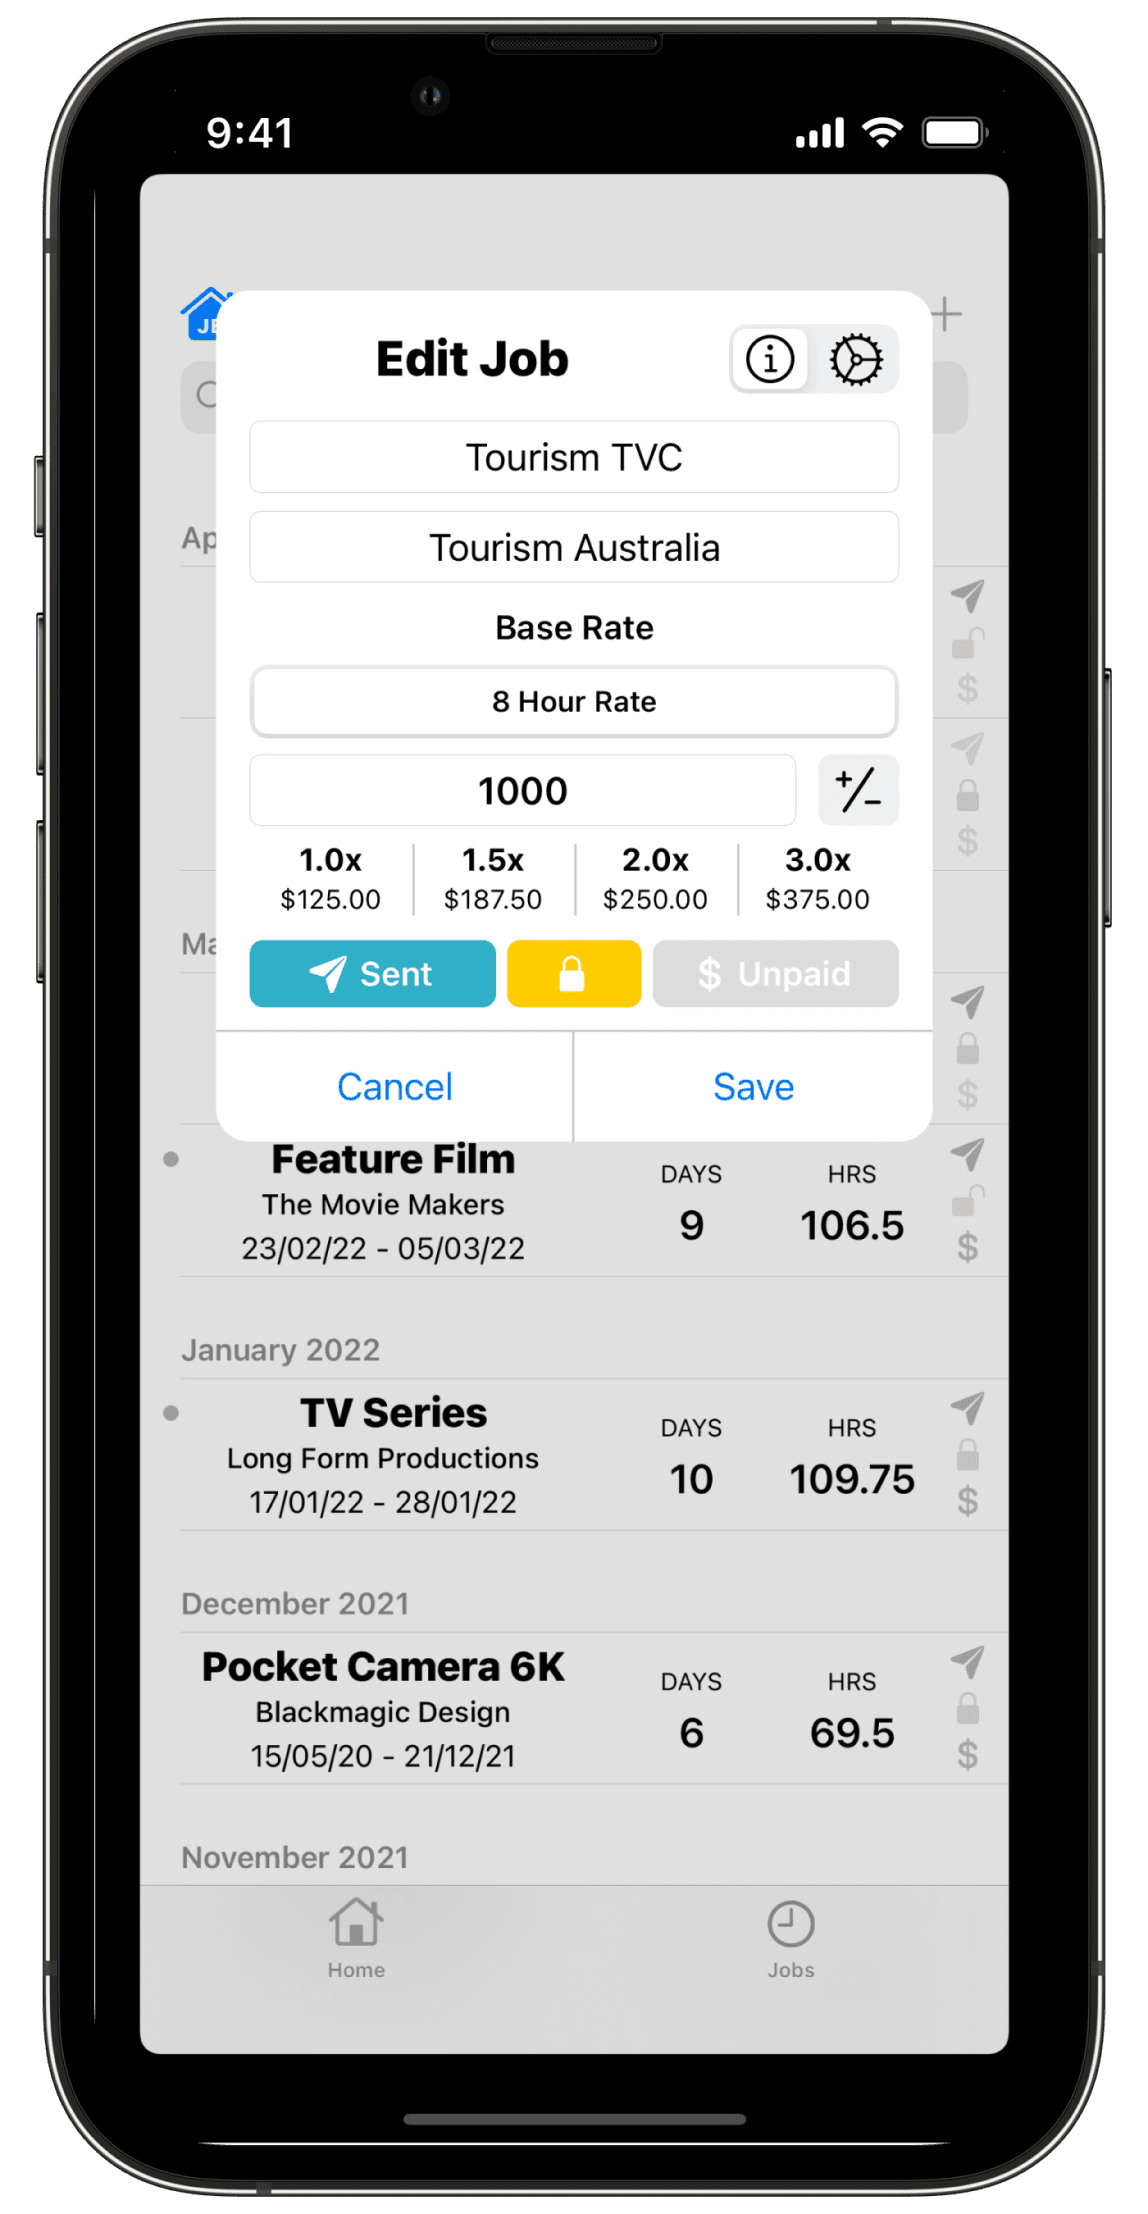 9:41
Edit Job
Tourism TVC
Tourism Australia
Base Rate
8 Hour Rate
1000
+/−
1.0x 1.5x 2.0x 3.0x
$125.00 $187.50 $250.00 $375.00
Sent $ Unpaid
Cancel Save
Feature Film
The Movie Makers
23/02/22 - 05/03/22
DAYS HRS
9 106.5
January 2022
TV Series
Long Form Productions
17/01/22 - 28/01/22
DAYS HRS
10 109.75
December 2021
Pocket Camera 6K
Blackmagic Design
15/05/20 - 21/12/21
DAYS HRS
6 69.5
November 2021
Home Jobs